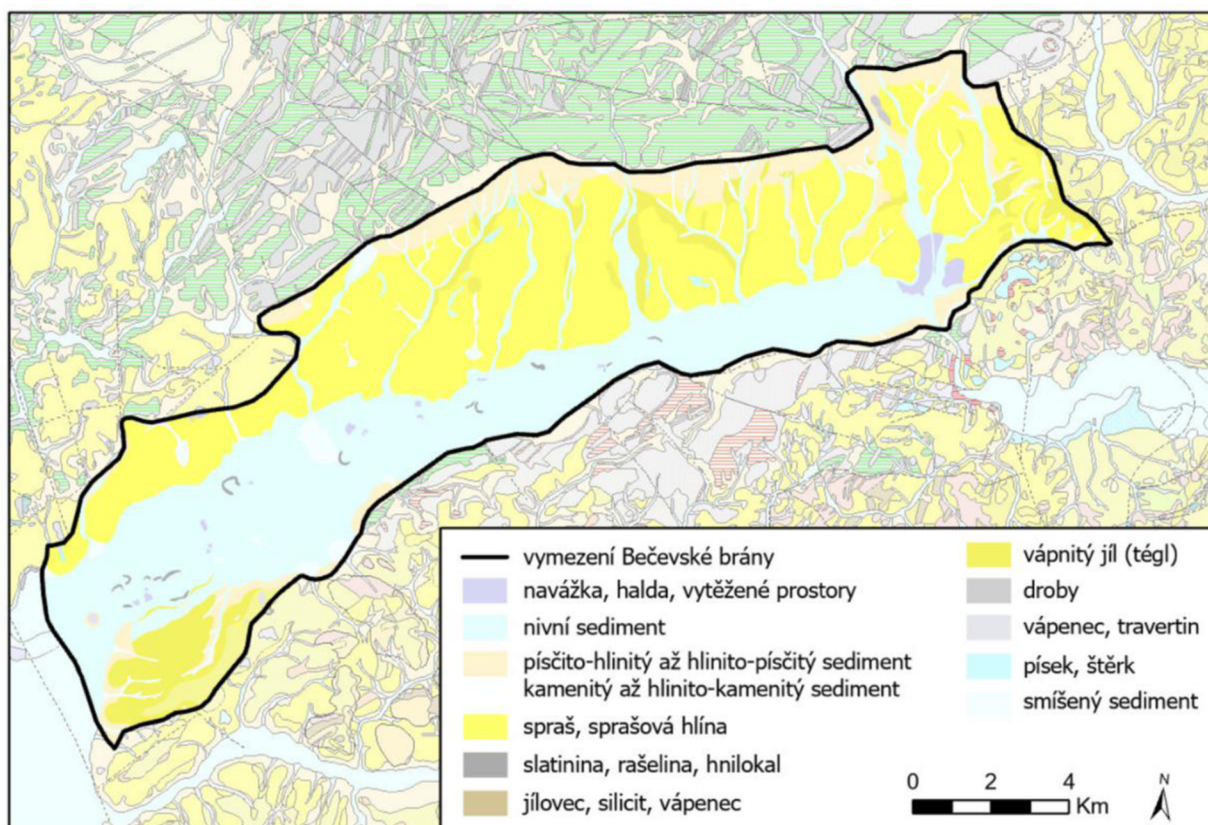 vymezení Bečevské brány
navážka, halda, vytěžené prostory
nivní sediment
písčito-hlinitý až hlinito-písčitý sediment
kamenitý až hlinito-kamenitý sediment
spraš, sprašová hlína
slatinina, rašelina, hnilokal
jílovec, silicit, vápenec
vápnitý jíl (tégl)
droby
vápenec, travertin
písek, štěrk
smíšený sediment
0 2 4
Km
N